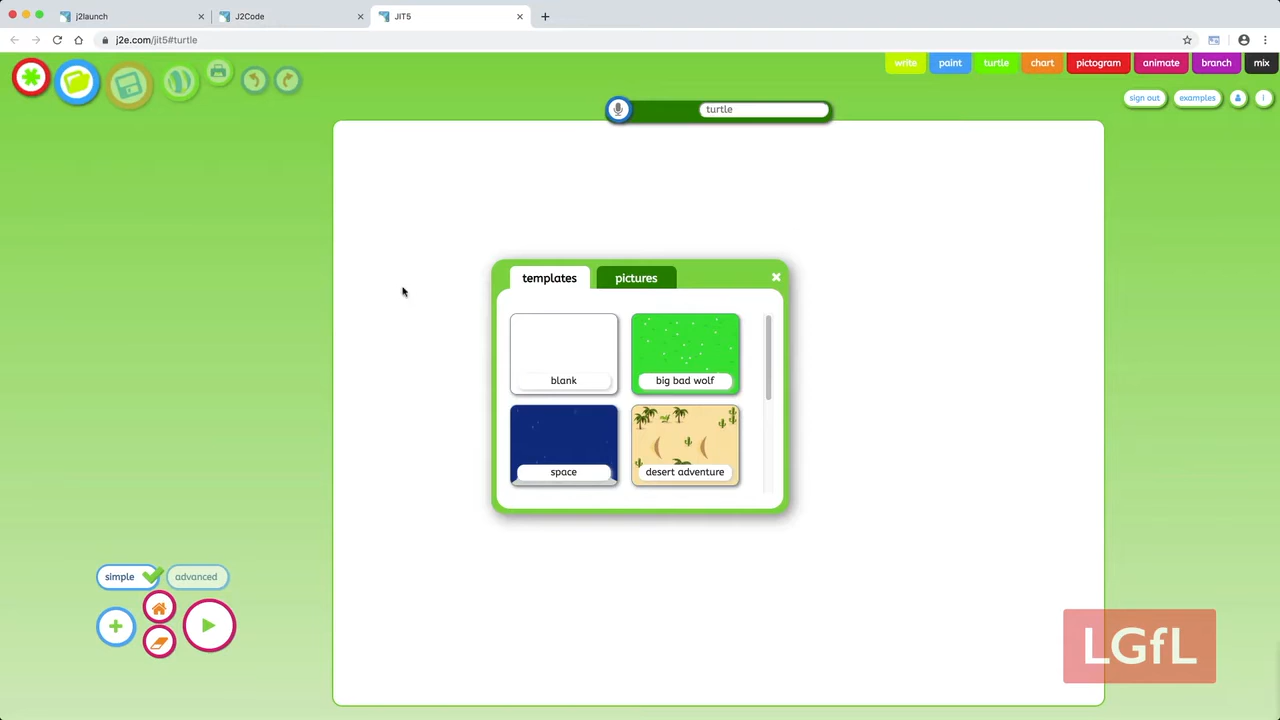 j2launch
J2Code
JIT5
j2e.com/jit5#turtle
write
paint
turtle
chart
pictogram
animate
branch
mix
sign out
examples
i
turtle
templates
pictures
blank
big bad wolf
space
desert adventure
simple
advanced
LGfL